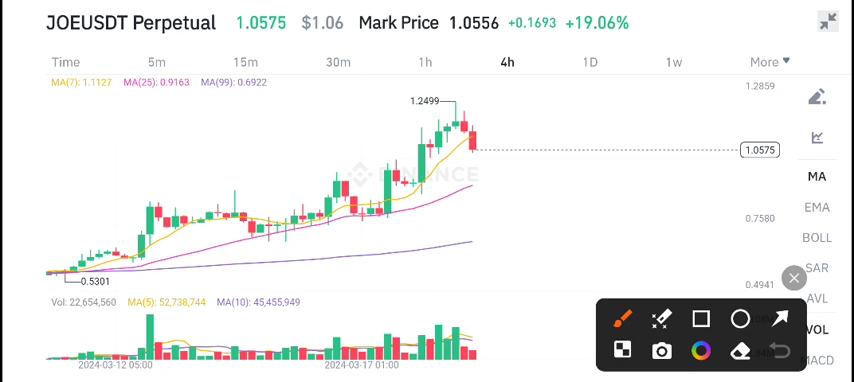 JOEUSDT Perpetual 1.0575 $1.06 Mark Price 1.0556 +0.1693 +19.06%
Time 5m 15m 30m 1h 4h 1D 1w More
MA(7): 1.1127 MA(25): 0.9163 MA(99): 0.6922
1.2859
1.2499
1.0575
BINANCE
MA
EMA
0.7580
BOLL
SAR
0.5301
0.4941
AVL
Vol: 22,654,560 MA(5): 52,738,744 MA(10): 45,455,949
VOL
MACD
2024-03-12 05:00 2024-03-17 01:00